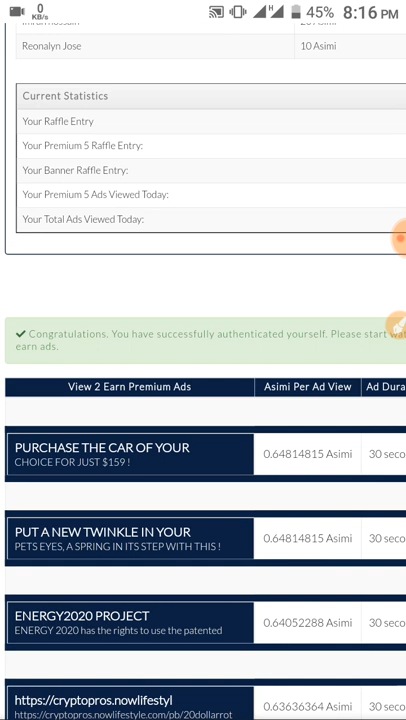 0
KB/s
H
45%
8:16 PM
Reonalyn Jose
10 Asimi
Current Statistics
Your Raffle Entry
Your Premium 5 Raffle Entry:
Your Banner Raffle Entry:
Your Premium 5 Ads Viewed Today:
Your Total Ads Viewed Today:
Congratulations. You have successfully authenticated yourself. Please start
earn ads.
View 2 Earn Premium Ads
Asimi Per Ad View
Ad Dura
PURCHASE THE CAR OF YOUR
CHOICE FOR JUST $159 !
0.64814815 Asimi
30 seco
PUT A NEW TWINKLE IN YOUR
PETS EYES, A SPRING IN ITS STEP WITH THIS !
0.64814815 Asimi
30 seco
ENERGY2020 PROJECT
ENERGY 2020 has the rights to use the patented
0.64052288 Asimi
30 seco
https://cryptopros.nowlifestyl
https://cryptopros.nowlifestyle.com/pb/20dollarrot
0.63636364 Asimi
30 seco